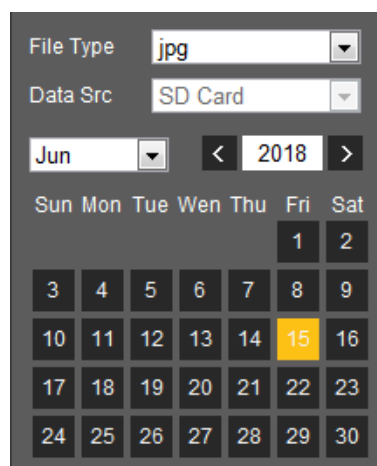 File Type jpg
Data Src SD Card
Jun < 2018 >
Sun Mon Tue Wen Thu Fri Sat
1 2
3 4 5 6 7 8 9
10 11 12 13 14 15 16
17 18 19 20 21 22 23
24 25 26 27 28 29 30